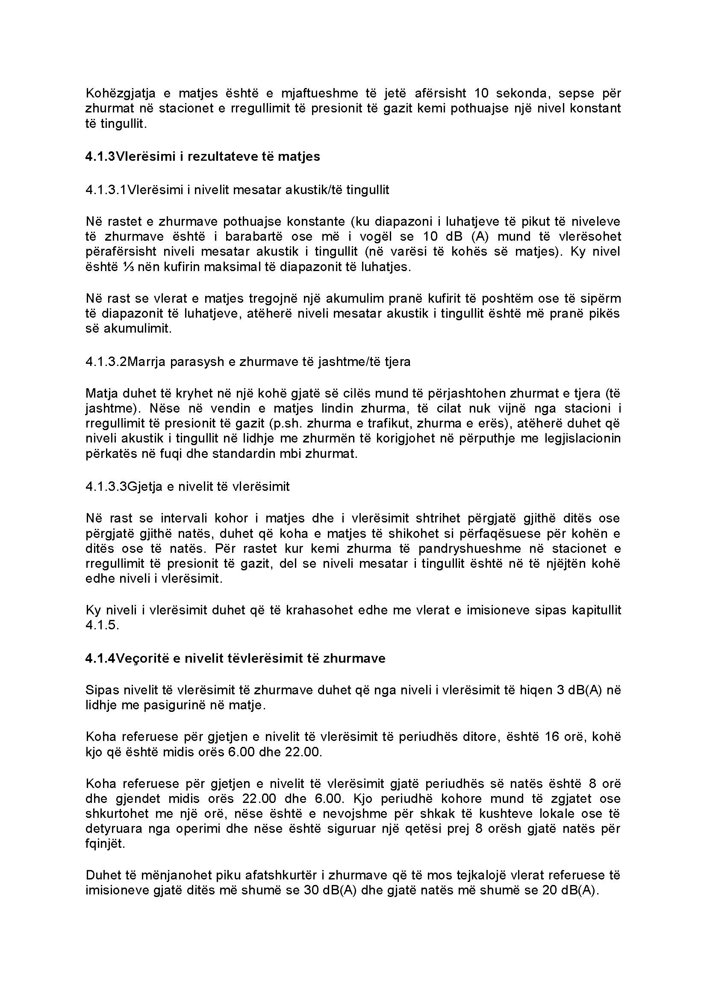 Kohëzgjatja e matjes është e mjaftueshme të jetë afërsisht 10 sekonda, sepse për
zhurmat në stacionet e rregullimit të presionit të gazit kemi pothuajse një nivel konstant
të tingullit.
4.1.3Vlerësimi i rezultateve të matjes
4.1.3.1Vlerësimi i nivelit mesatar akustik/të tingullit
Në rastet e zhurmave pothuajse konstante (ku diapazoni i luhatjeve të pikut të niveleve
të zhurmave është i barabartë ose më i vogël se 10 dB (A) mund të vlerësohet
përafërsisht niveli mesatar akustik i tingullit (në varësi të kohës së matjes). Ky nivel
është ⅓ nën kufirin maksimal të diapazonit të luhatjes.
Në rast se vlerat e matjes tregojnë një akumulim pranë kufirit të poshtëm ose të sipërm
të diapazonit të luhatjeve, atëherë niveli mesatar akustik i tingullit është më pranë pikës
së akumulimit.
4.1.3.2Marrja parasysh e zhurmave të jashtme/të tjera
Matja duhet të kryhet në një kohë gjatë së cilës mund të përjashtohen zhurmat e tjera (të
jashtme). Nëse në vendin e matjes lindin zhurma, të cilat nuk vijnë nga stacioni i
rregullimit të presionit të gazit (p.sh. zhurma e trafikut, zhurma e erës), atëherë duhet që
niveli akustik i tingullit në lidhje me zhurmën të korigjohet në përputhje me legjislacionin
përkatës në fuqi dhe standardin mbi zhurmat.
4.1.3.3Gjetja e nivelit të vlerësimit
Në rast se intervali kohor i matjes dhe i vlerësimit shtrihet përgjatë gjithë ditës ose
përgjatë gjithë natës, duhet që koha e matjes të shikohet si përfaqësuese për kohën e
ditës ose të natës. Për rastet kur kemi zhurma të pandryshueshme në stacionet e
rregullimit të presionit të gazit, del se niveli mesatar i tingullit është në të njëjtën kohë
edhe niveli i vlerësimit.
Ky niveli i vlerësimit duhet që të krahasohet edhe me vlerat e imisioneve sipas kapitullit
4.1.5.
4.1.4Veçoritë e nivelit tëvlerësimit të zhurmave
Sipas nivelit të vlerësimit të zhurmave duhet që nga niveli i vlerësimit të hiqen 3 dB(A) në
lidhje me pasigurinë në matje.
Koha referuese për gjetjen e nivelit të vlerësimit të periudhës ditore, është 16 orë, kohë
kjo që është midis orës 6.00 dhe 22.00.
Koha referuese për gjetjen e nivelit të vlerësimit gjatë periudhës së natës është 8 orë
dhe gjendet midis orës 22.00 dhe 6.00. Kjo periudhë kohore mund të zgjatet ose
shkurtohet me një orë, nëse është e nevojshme për shkak të kushteve lokale ose të
detyruara nga operimi dhe nëse është siguruar një qetësi prej 8 orësh gjatë natës për
fqinjët.
Duhet të mënjanohet piku afatshkurtër i zhurmave që të mos tejkalojë vlerat referuese të
imisioneve gjatë ditës më shumë se 30 dB(A) dhe gjatë natës më shumë se 20 dB(A).